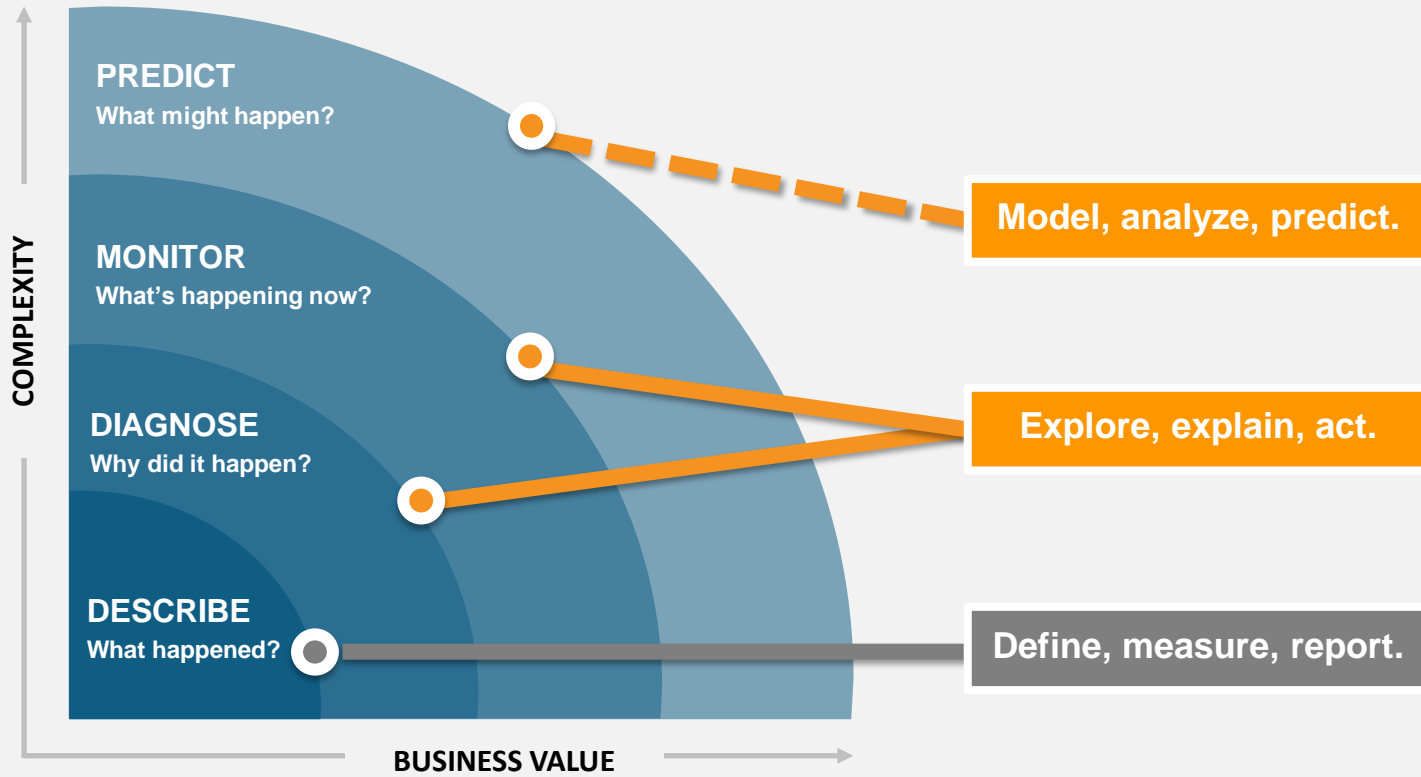 PREDICT
What might happen?
Model, analyze, predict.
MONITOR
What’s happening now?
COMPLEXITY
DIAGNOSE
Why did it happen?
Explore, explain, act.
DESCRIBE
What happened?
Define, measure, report.
BUSINESS VALUE